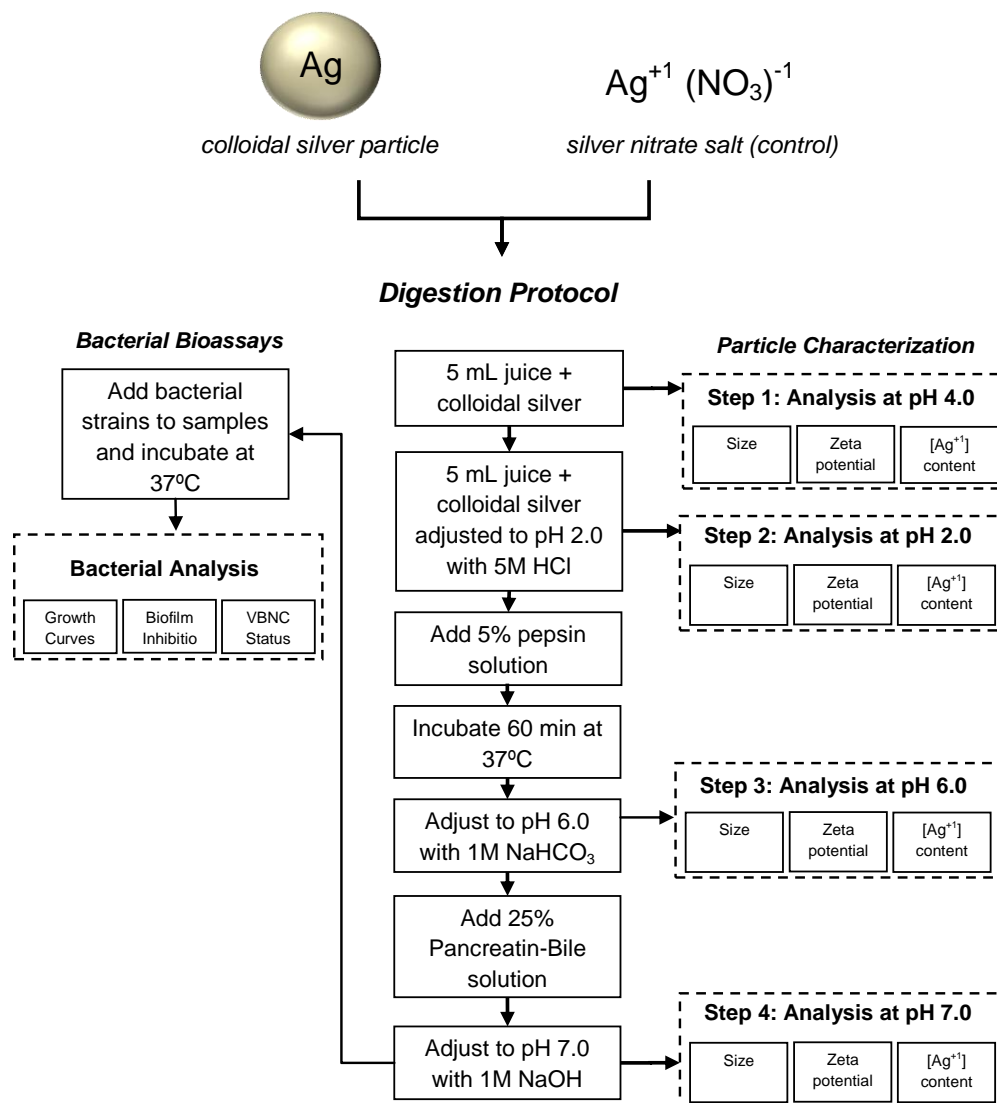 Ag
Ag⁺¹ (NO₃)⁻¹
colloidal silver particle
silver nitrate salt (control)
Digestion Protocol
Bacterial Bioassays
Add bacterial
strains to samples
and incubate at
37ºC
Bacterial Analysis
Growth
Curves
Biofilm
Inhibitio
VBNC
Status
5 mL juice +
colloidal silver
5 mL juice +
colloidal silver
adjusted to pH 2.0
with 5M HCl
Add 5% pepsin
solution
Incubate 60 min at
37ºC
Adjust to pH 6.0
with 1M NaHCO₃
Add 25%
Pancreatin-Bile
solution
Adjust to pH 7.0
with 1M NaOH
Particle Characterization
Step 1: Analysis at pH 4.0
Size
Zeta
potential
[Ag⁺¹]
content
Step 2: Analysis at pH 2.0
Size
Zeta
potential
[Ag⁺¹]
content
Step 3: Analysis at pH 6.0
Size
Zeta
potential
[Ag⁺¹]
content
Step 4: Analysis at pH 7.0
Size
Zeta
potential
[Ag⁺¹]
content